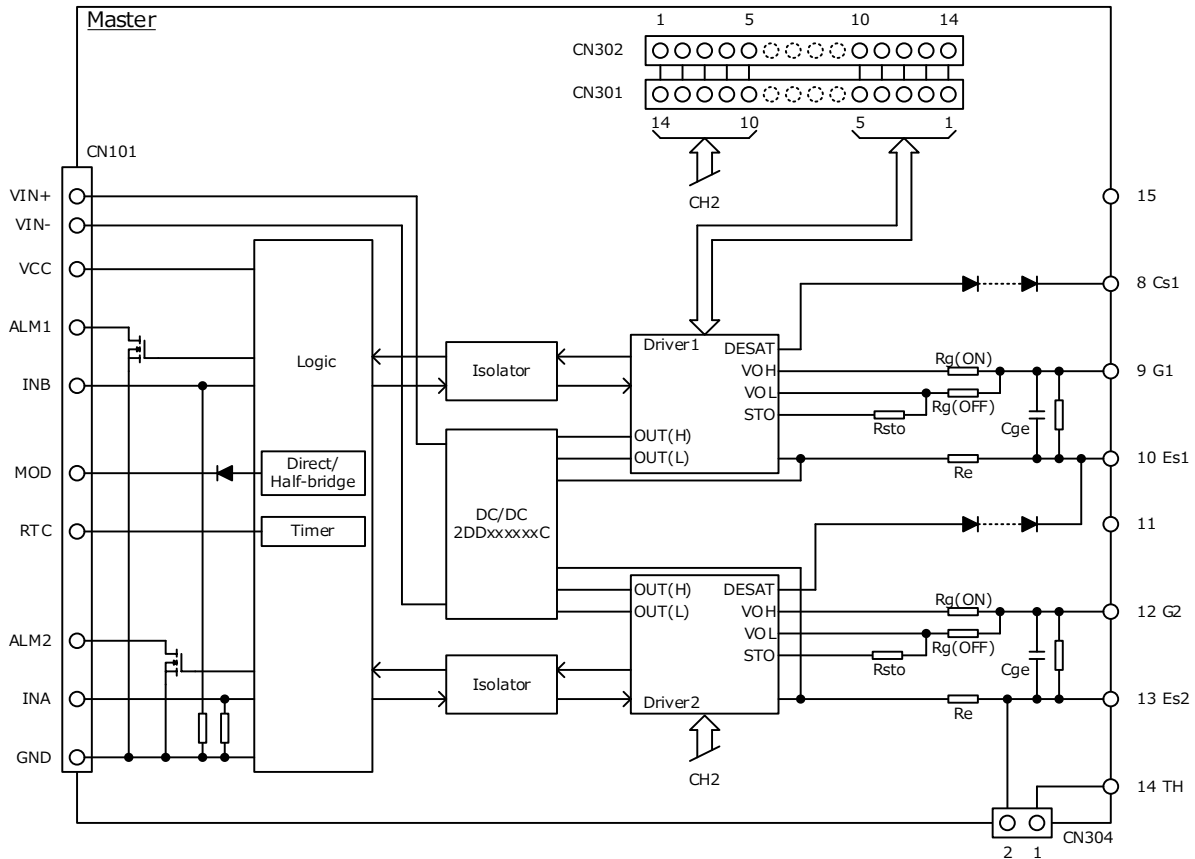 Master
1 5 10 14
CN302
CN301
14 10 5 1
CH2
CN101
VIN+
VIN-
VCC
ALM1
INB
MOD
RTC
ALM2
INA
GND
Logic
Direct/
Half-bridge
Timer
Isolator
DC/DC
2DDxxxxxxC
Isolator
Driver1
DESAT
VOH
VOL
STO
OUT(H)
OUT(L)
Rg(ON)
Rg(OFF)
Rsto
Cge
Re
OUT(H)
OUT(L)
DESAT
VOH
VOL
STO
Driver2
CH2
Rg(ON)
Rg(OFF)
Rsto
Cge
Re
15
8 Cs1
9 G1
10 Es1
11
12 G2
13 Es2
14 TH
CN304
2 1